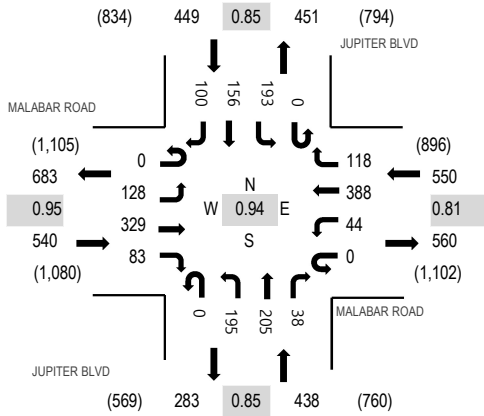 (834) 449 0.85 451 (794)
JUPITER BLVD
100 156 193 0
MALABAR ROAD
(1,105) (896)
0 118
683 550
128 N 388
0.95 W 0.94 E 0.81
329 44
540 S 560
83 0
(1,080) (1,102)
0 195 205 38
MALABAR ROAD
JUPITER BLVD
(569) 283 0.85 438 (760)